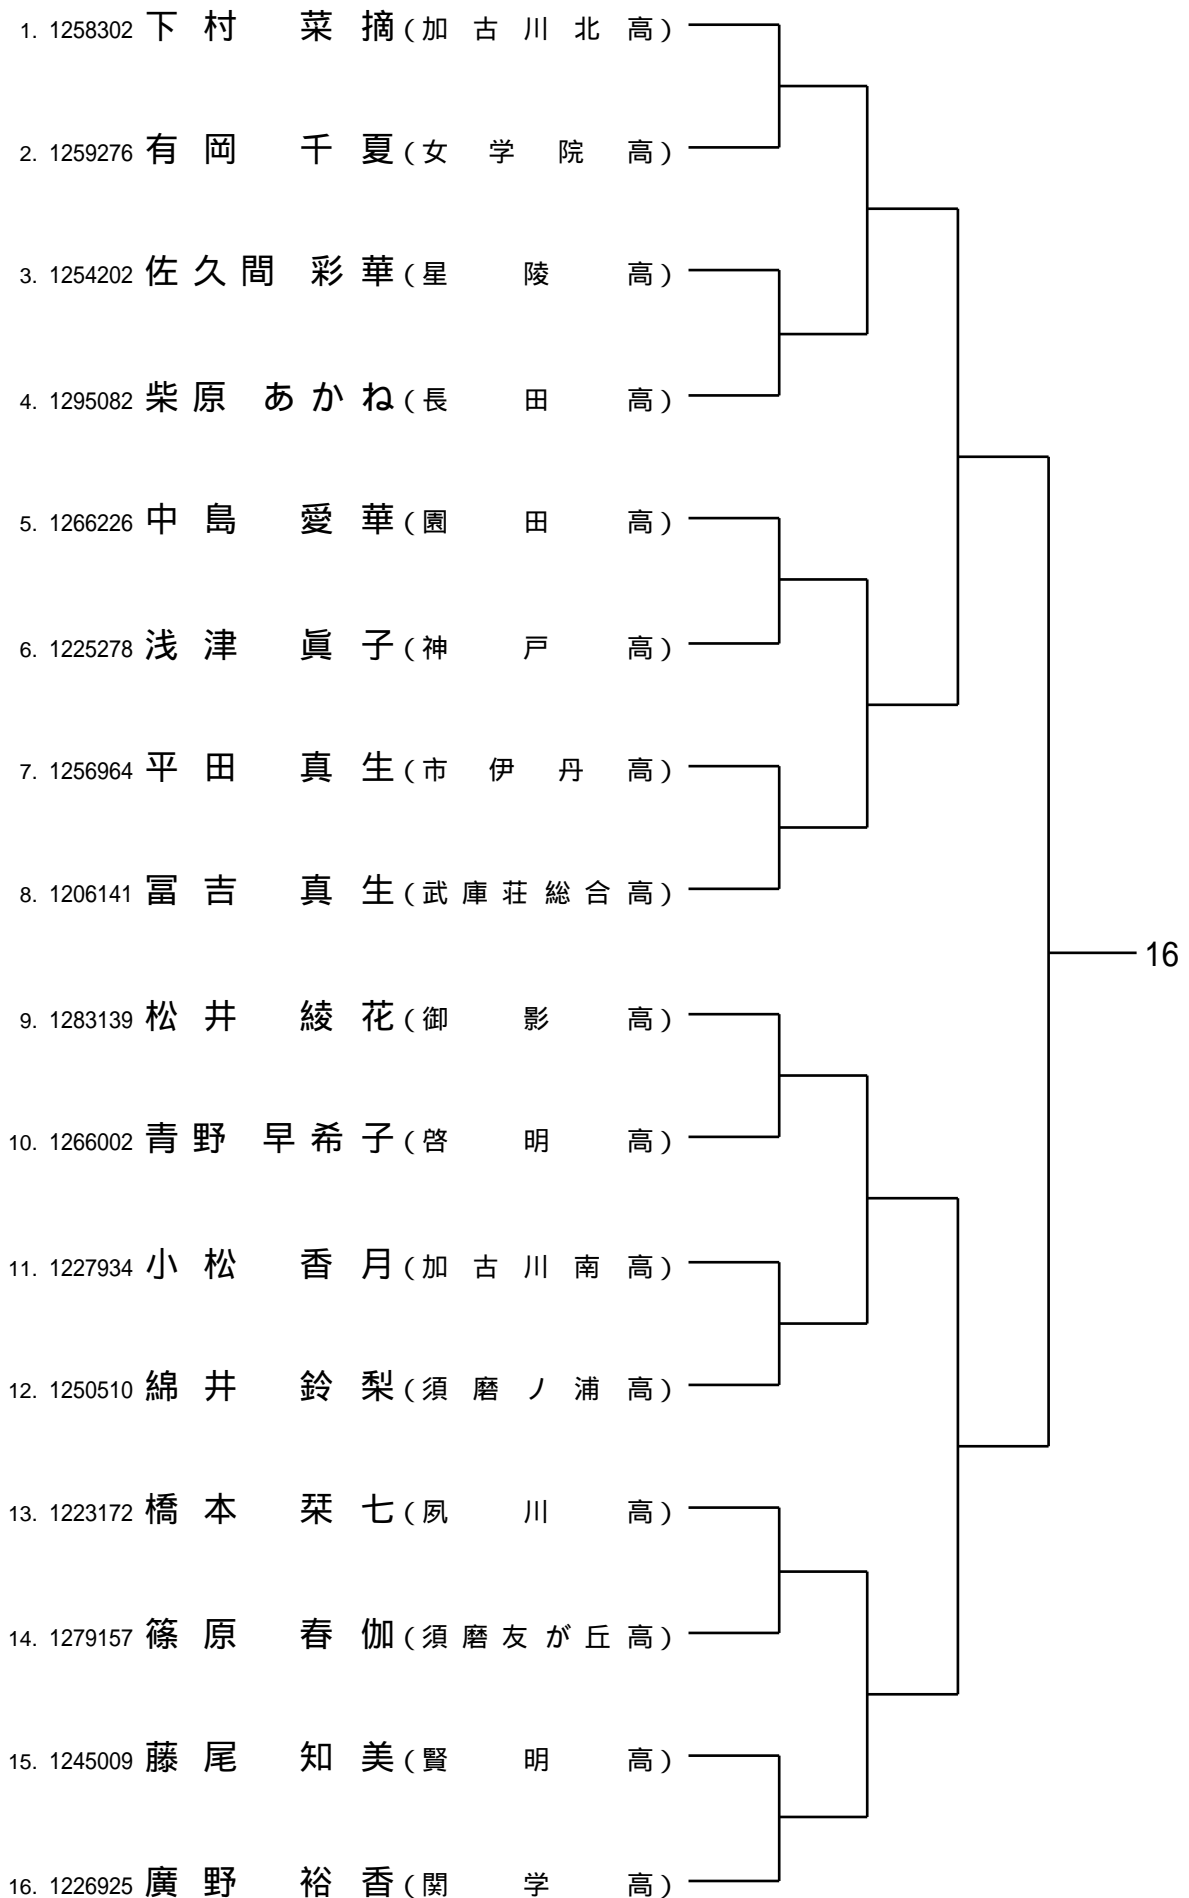 1. 1258302 下村 菜摘 (加古川北高)
2. 1259276 有岡 千夏 (女学院高)
3. 1254202 佐久間 彩華 (星陵高)
4. 1295082 柴原 あかね (長田高)
5. 1266226 中島 愛華 (園田高)
6. 1225278 浅津 眞子 (神戸高)
7. 1256964 平田 真生 (市伊丹高)
8. 1206141 冨吉 真生 (武庫荘総合高)
16
9. 1283139 松井 綾花 (御影高)
10. 1266002 青野 早希子 (啓明高)
11. 1227934 小松 香月 (加古川南高)
12. 1250510 綿井 鈴梨 (須磨ノ浦高)
13. 1223172 橋本 栞七 (夙川高)
14. 1279157 篠原 春伽 (須磨友が丘高)
15. 1245009 藤尾 知美 (賢明高)
16. 1226925 廣野 裕香 (関学高)